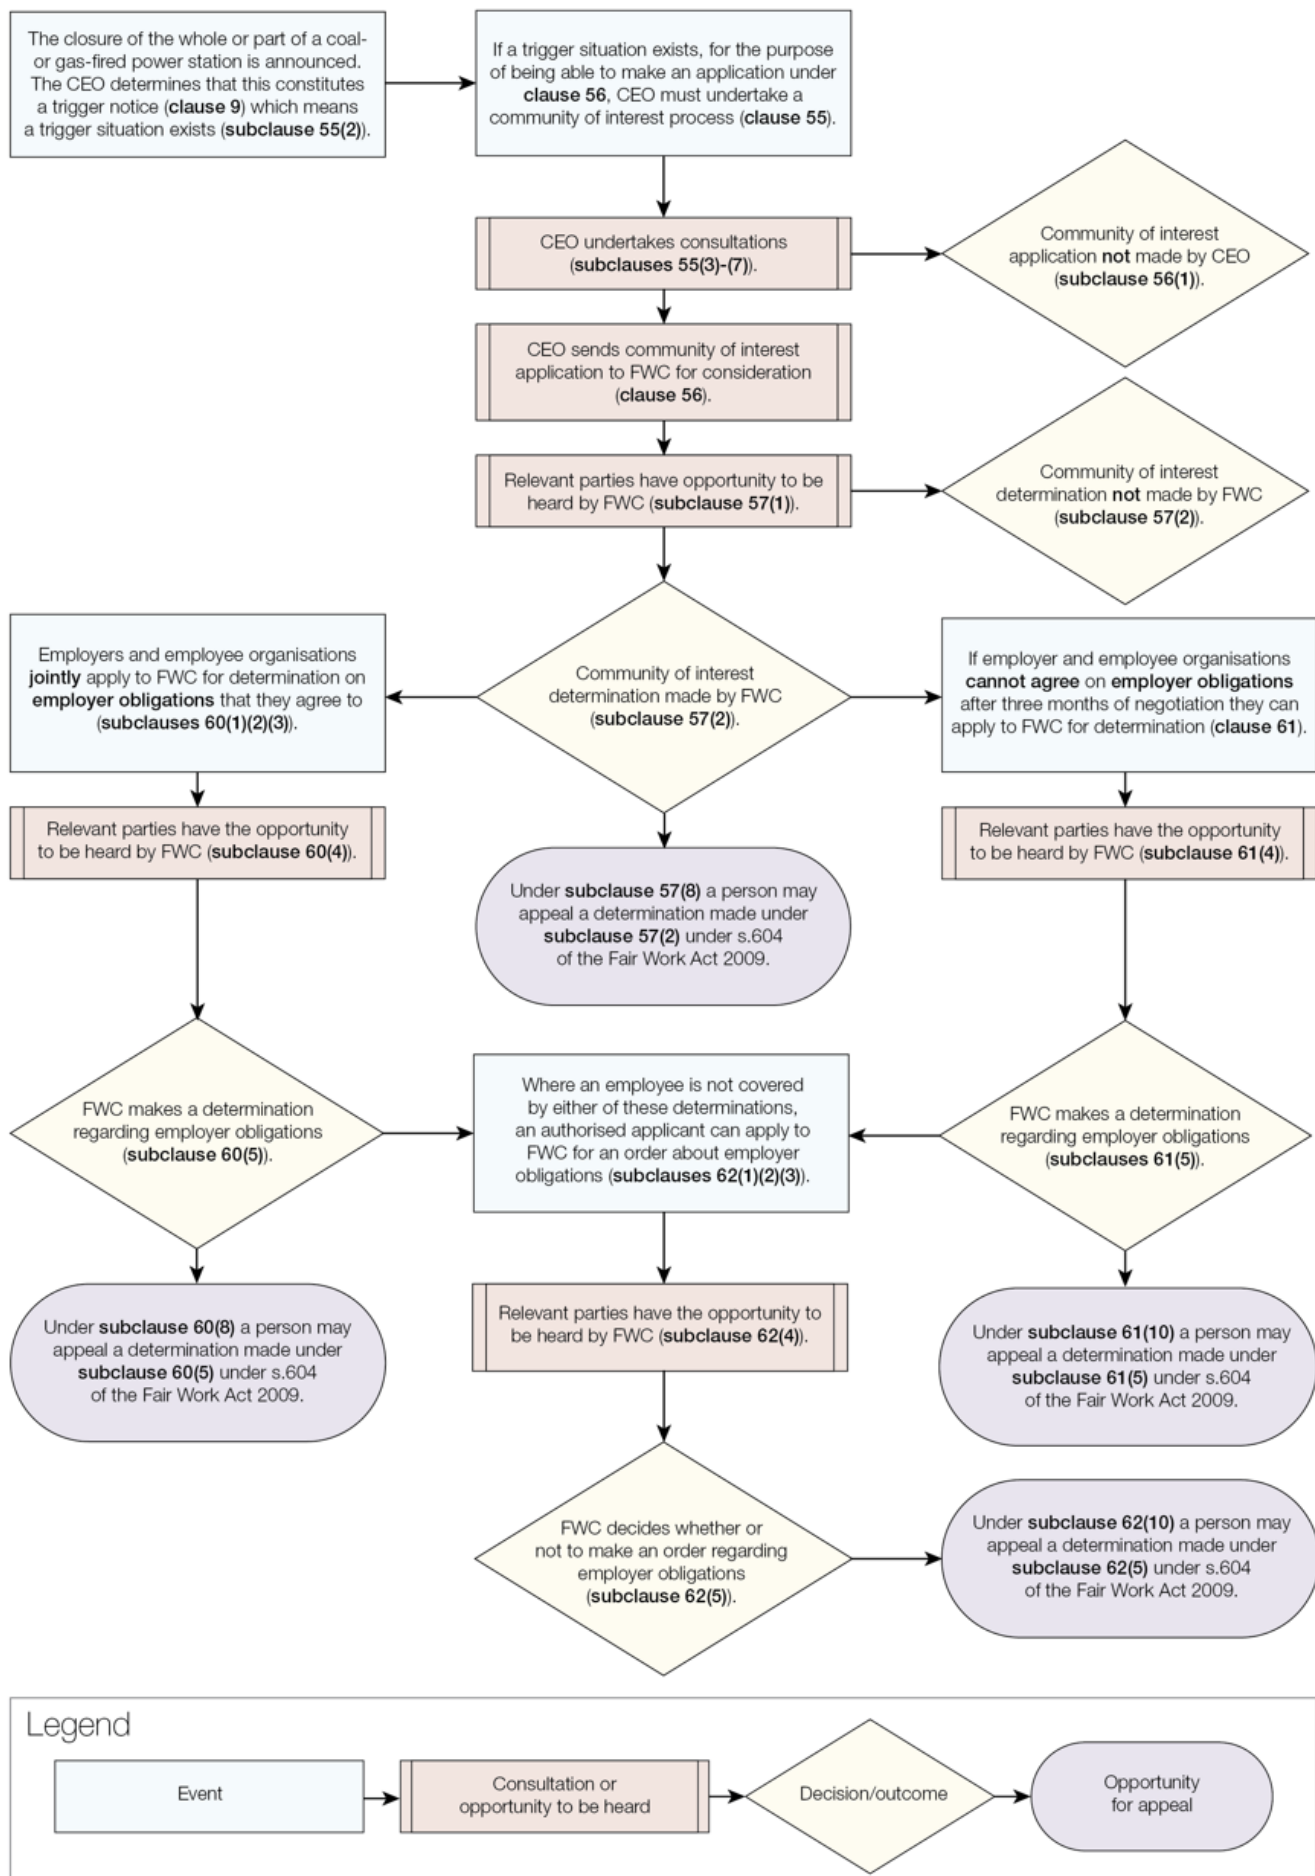 The closure of the whole or part of a coal-
or gas-fired power station is announced.
The CEO determines that this constitutes
a trigger notice (clause 9) which means
a trigger situation exists (subclause 55(2)).
If a trigger situation exists, for the purpose
of being able to make an application under
clause 56, CEO must undertake a
community of interest process (clause 55).
CEO undertakes consultations
(subclauses 55(3)-(7)).
Community of interest
application not made by CEO
(subclause 56(1)).
CEO sends community of interest
application to FWC for consideration
(clause 56).
Relevant parties have opportunity to be
heard by FWC (subclause 57(1)).
Community of interest
determination not made by FWC
(subclause 57(2)).
Employers and employee organisations
jointly apply to FWC for determination on
employer obligations that they agree to
(subclauses 60(1)(2)(3)).
Community of interest
determination made by FWC
(subclause 57(2)).
If employer and employee organisations
cannot agree on employer obligations
after three months of negotiation they can
apply to FWC for determination (clause 61).
Relevant parties have the opportunity
to be heard by FWC (subclause 60(4)).
Relevant parties have the opportunity
to be heard by FWC (subclause 61(4)).
Under subclause 57(8) a person may
appeal a determination made under
subclause 57(2) under s.604
of the Fair Work Act 2009.
FWC makes a determination
regarding employer obligations
(subclause 60(5)).
Where an employee is not covered
by either of these determinations,
an authorised applicant can apply to
FWC for an order about employer
obligations (subclauses 62(1)(2)(3)).
FWC makes a determination
regarding employer obligations
(subclauses 61(5)).
Under subclause 60(8) a person may
appeal a determination made under
subclause 60(5) under s.604
of the Fair Work Act 2009.
Relevant parties have the opportunity to
be heard by FWC (subclause 62(4)).
Under subclause 61(10) a person may
appeal a determination made under
subclause 61(5) under s.604
of the Fair Work Act 2009.
FWC decides whether or
not to make an order regarding
employer obligations
(subclause 62(5)).
Under subclause 62(10) a person may
appeal a determination made under
subclause 62(5) under s.604
of the Fair Work Act 2009.
Legend
Event
Consultation or
opportunity to be heard
Decision/outcome
Opportunity
for appeal